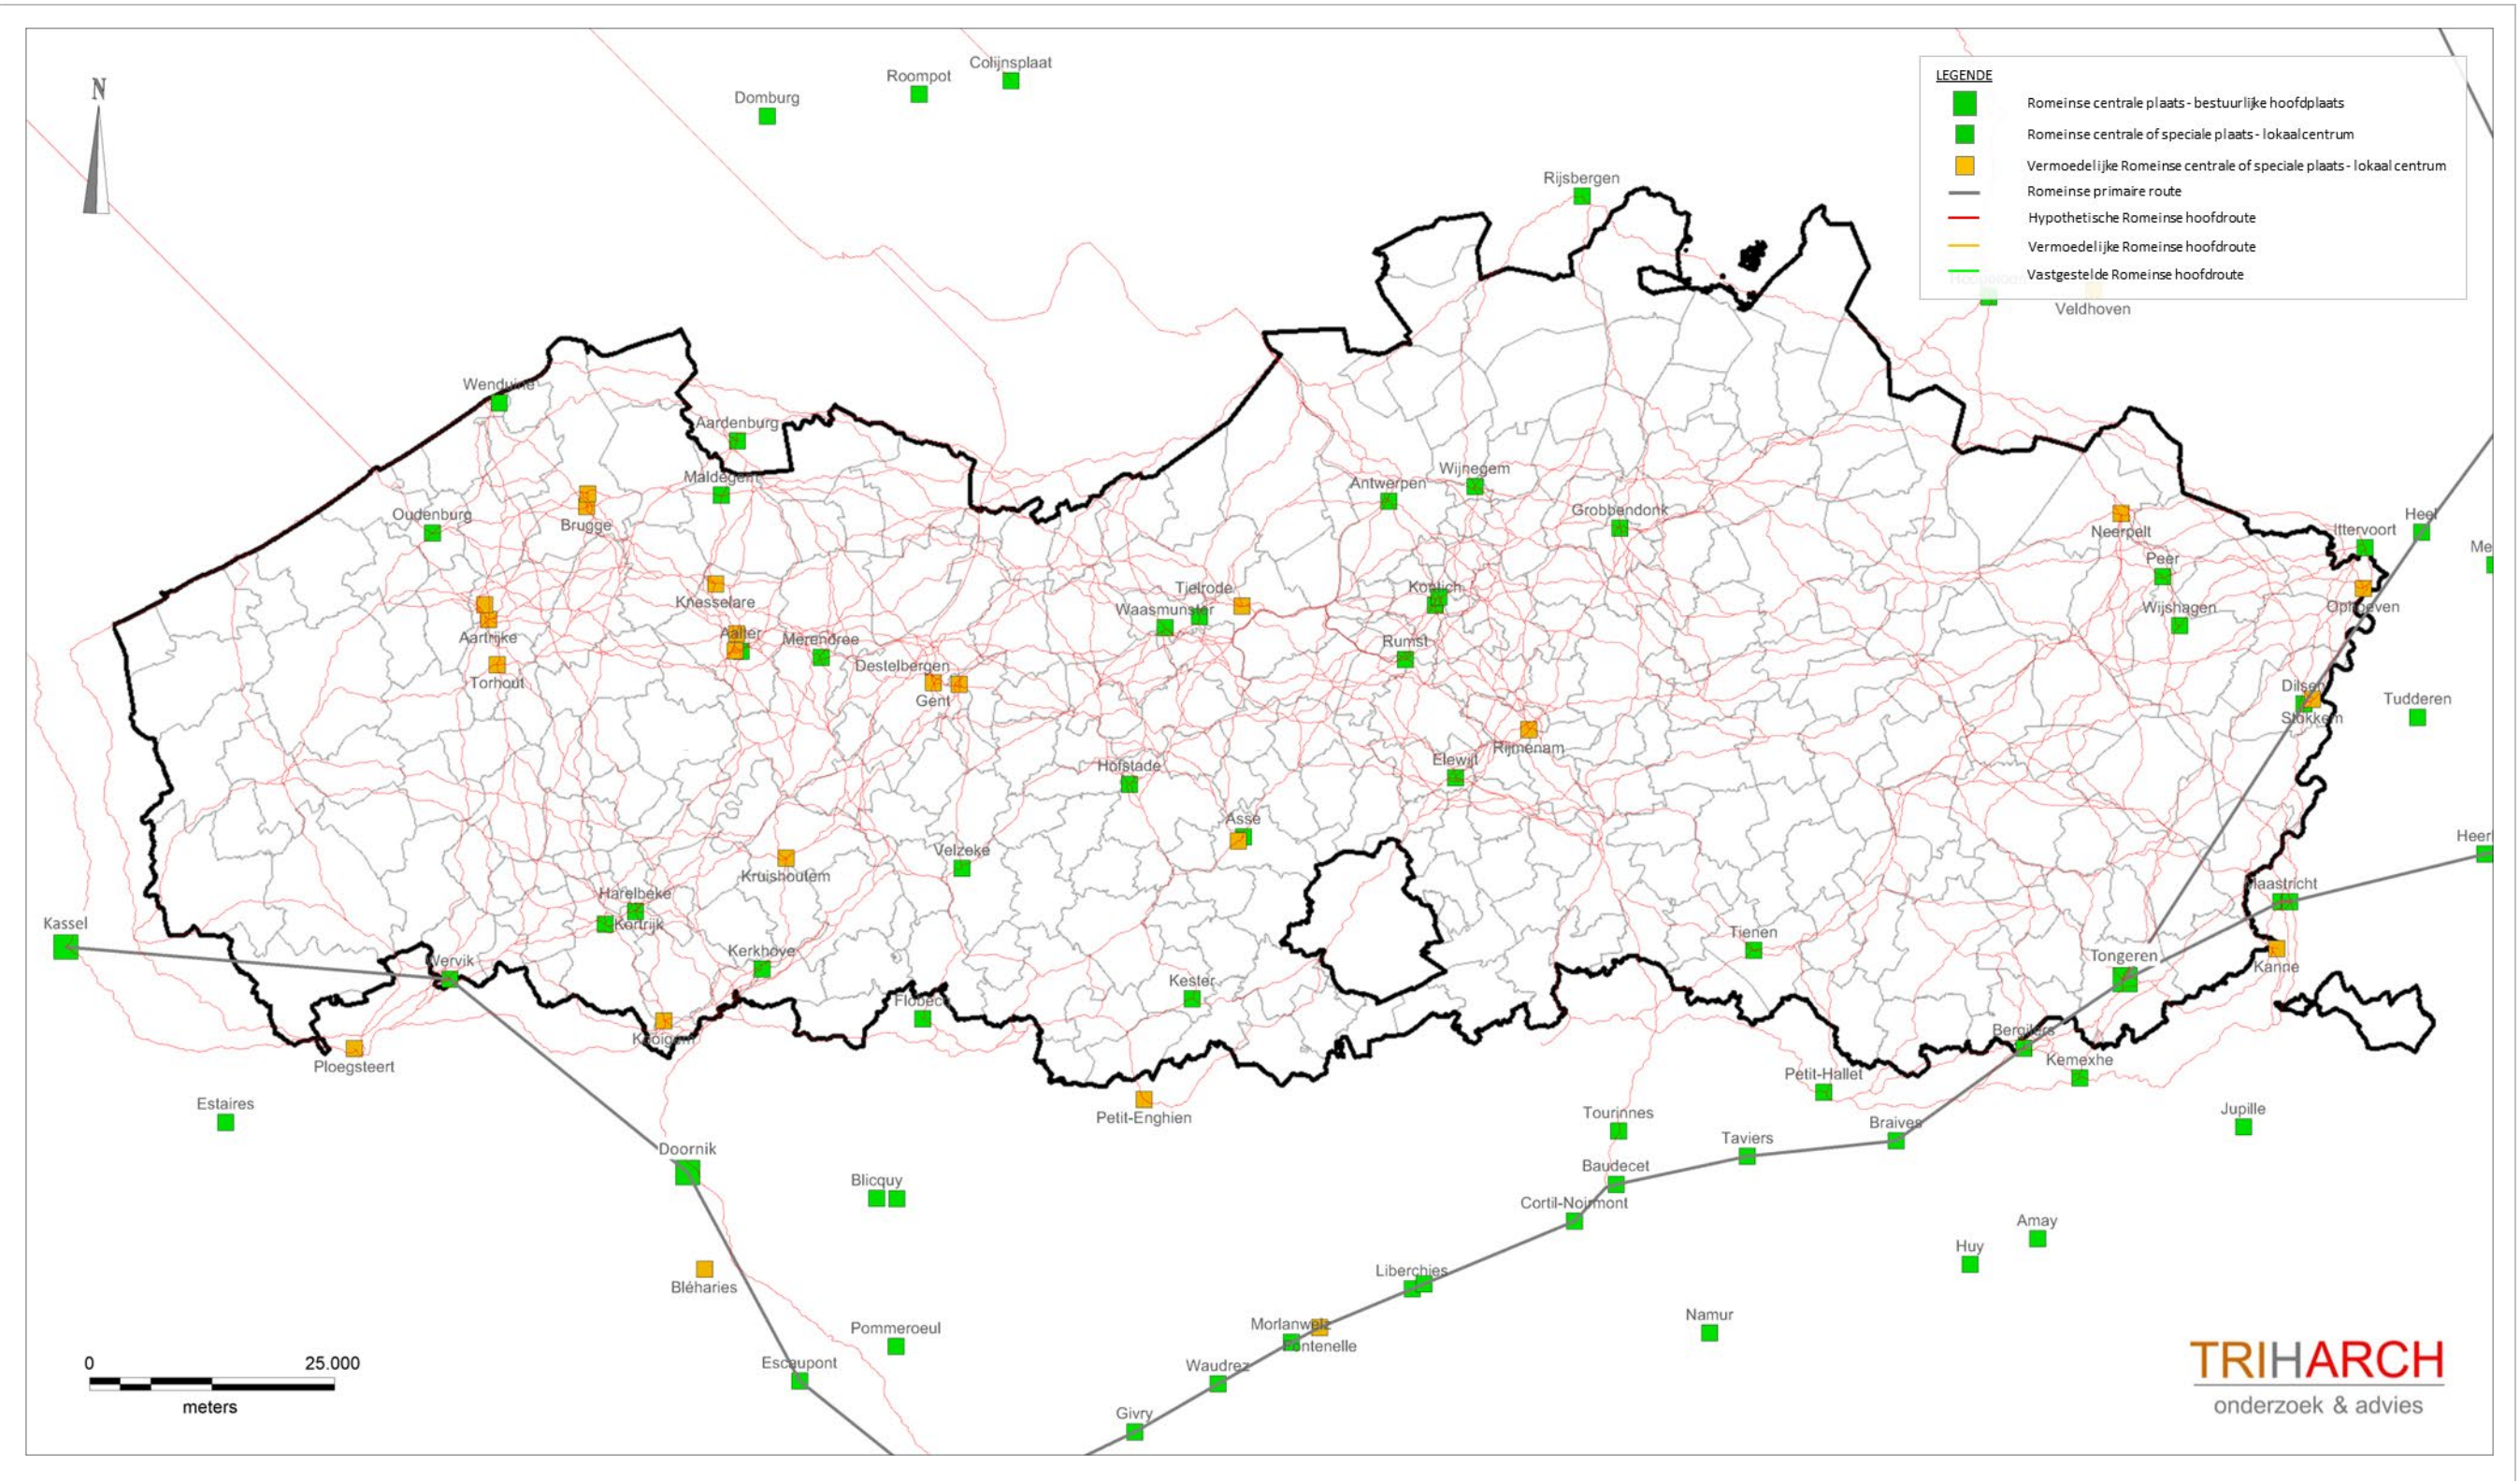 N
Domburg
Roompot
Colijnsplaat
Rijsbergen
LEGENDE
Romeinse centrale plaats - bestuurlijke hoofdplaats
Romeinse centrale of speciale plaats - lokaal centrum
Vermoedelijke Romeinse centrale of speciale plaats - lokaal centrum
Romeinse primaire route
Hypothetische Romeinse hoofdroute
Vermoedelijke Romeinse hoofdroute
Vastgestelde Romeinse hoofdroute
Veldhoven
Wenduine
Aardenburg
Maldegem
Oudenburg
Brugge
Antwerpen
Wijnegem
Grobbendonk
Neerpelt
Ittervoort
Heel
Me
Peer
Knesselare
Tielrode
Waasmunster
Kontich
Wijshagen
Ophoven
Aartrijke
Aalter
Merendree
Rumst
Torhout
Destelbergen
Gent
Dilsen
Stokkem
Tudderen
Rijmenam
Hofstade
Elewijt
Asse
Heerl
Velzeke
Kruishoutem
Harelbeke
Kortrijk
Maastricht
Kassel
Wervik
Kerkhove
Tienen
Tongeren
Kanne
Kester
Flobecq
Kooigem
Bergilers
Kemexhe
Ploegsteert
Petit-Hallet
Estaires
Petit-Enghien
Tourinnes
Braives
Jupille
Taviers
Doornik
Baudecet
Blicquy
Cortil-Noirmont
Amay
Huy
Bléharies
Liberchies
Namur
Pommeroeul
Morlanwelz
Fontenelle
Escaupont
Waudrez
Givry
0 25.000
meters
TRIHARCH
onderzoek & advies